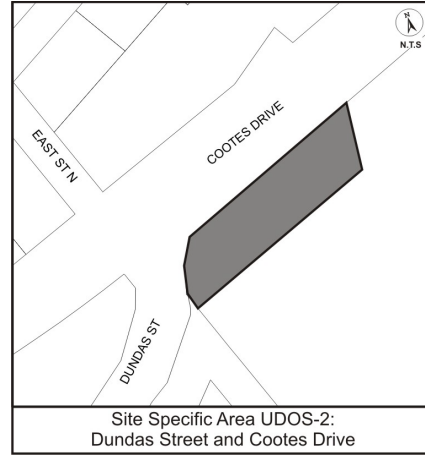 N
N.T.S
COOTES DRIVE
EAST ST N
DUNDAS ST
Site Specific Area UDOS-2:
Dundas Street and Cootes Drive